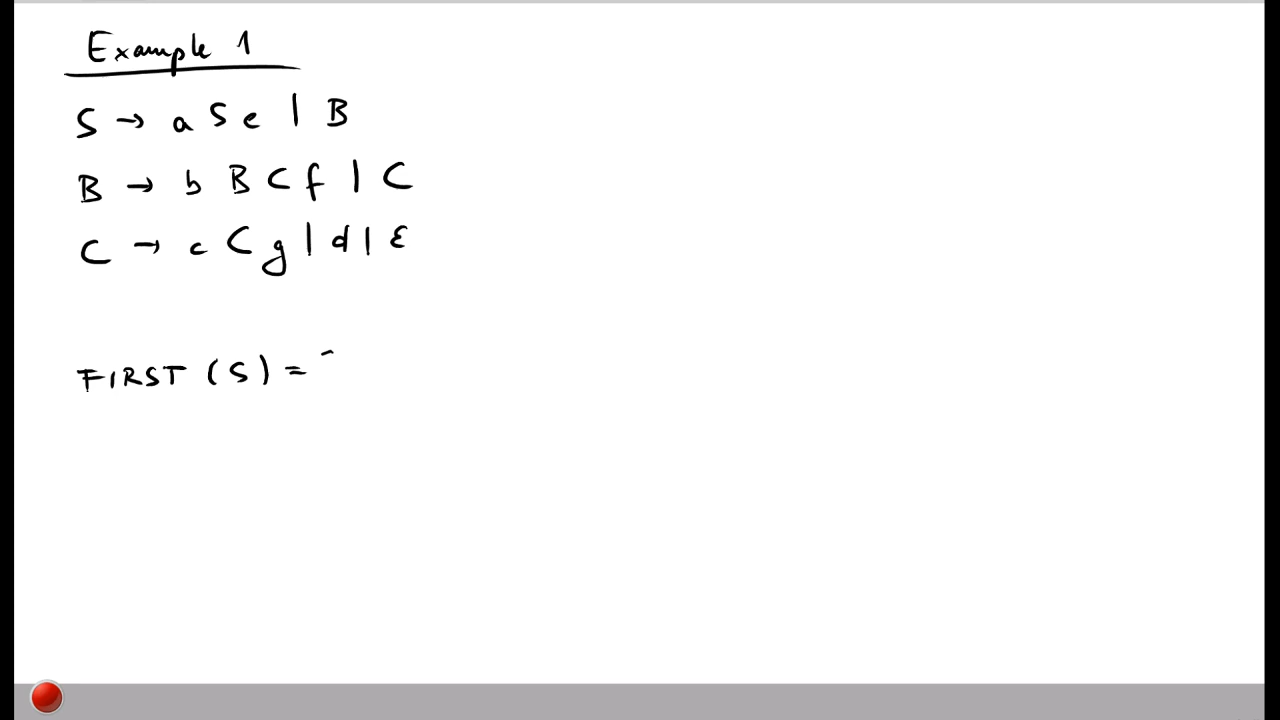 Example 1
S → a S e | B
B → b B C f | C
C → c C g | d | ε
FIRST (S) =